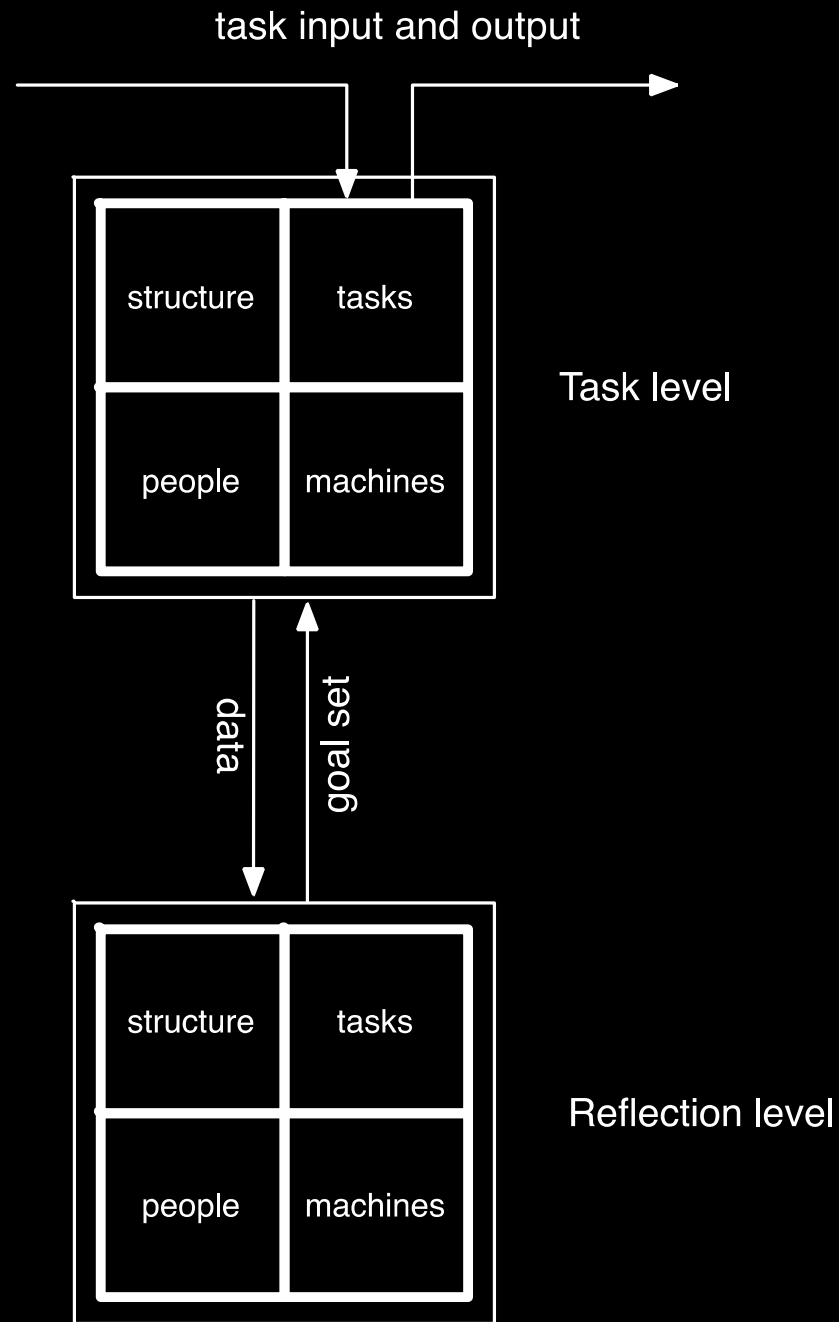 task input and output
structure
tasks
people
machines
Task level
data
goal set
structure
tasks
people
machines
Reflection level